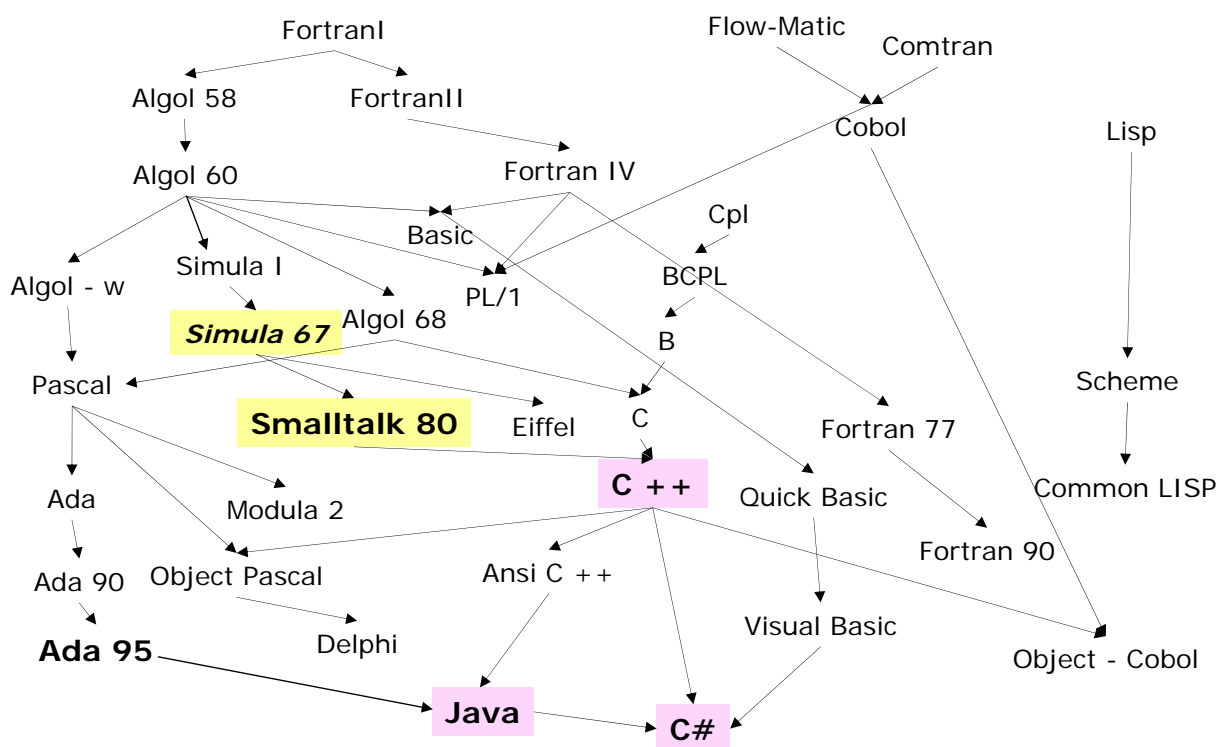 FortranI
Flow-Matic
Comtran
Algol 58
FortranII
Cobol
Lisp
Algol 60
Fortran IV
Cpl
Basic
Simula I
BCPL
Algol - w
PL/1
Algol 68
Simula 67
B
Pascal
Scheme
Smalltalk 80
Eiffel
C
Fortran 77
C ++
Common LISP
Quick Basic
Ada
Modula 2
Fortran 90
Ansi C ++
Object Pascal
Ada 90
Visual Basic
Delphi
Ada 95
Object - Cobol
Java
C#